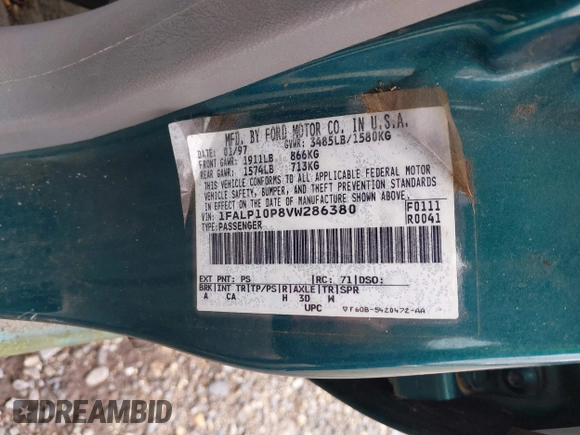 MFD. BY FORD MOTOR CO. IN U.S.A.
DATE: 01/97 GVWR: 3485LB/1580KG
FRONT GAWR: 1911LB 866KG
REAR GAWR: 1574LB 713KG
THIS VEHICLE CONFORMS TO ALL APPLICABLE FEDERAL MOTOR
VEHICLE SAFETY, BUMPER, AND THEFT PREVENTION STANDARDS
IN EFFECT ON THE DATE OF MANUFACTURE SHOWN ABOVE.
VIN: 1FALP10P8VW286380 F0111
TYPE: PASSENGER R0041
EXT PNT: PS |RC: 71|DSO:
BRK|INT TR|TP/PS|R|AXLE|TR|SPR
A CA H 3D W
UPC ▽F60B-5420472-AA
DREAMBID